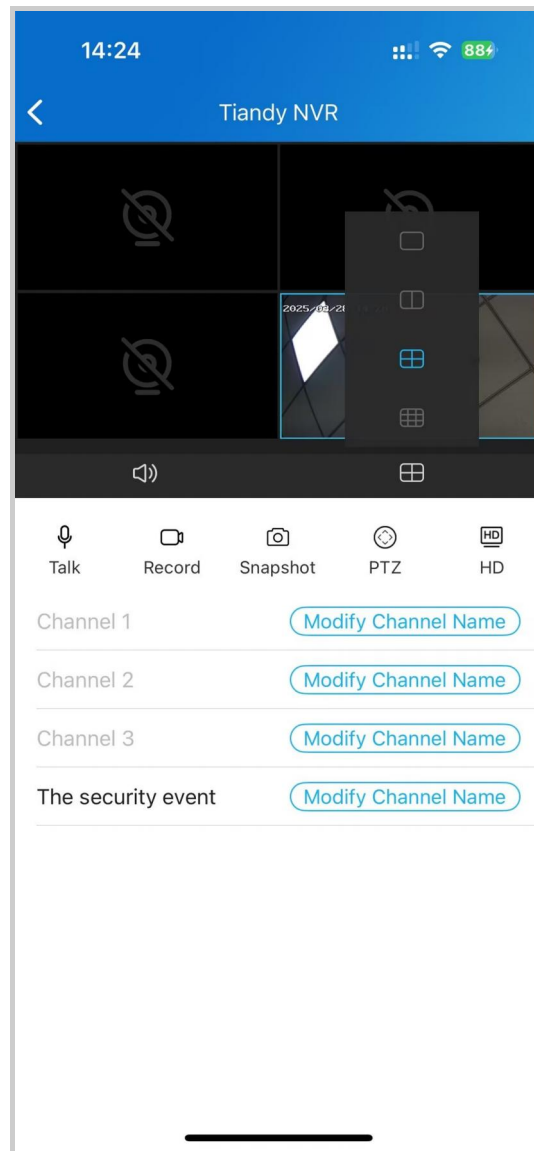 14:24
88
Tiandy NVR
Talk Record Snapshot PTZ HD
Channel 1 Modify Channel Name
Channel 2 Modify Channel Name
Channel 3 Modify Channel Name
The security event Modify Channel Name